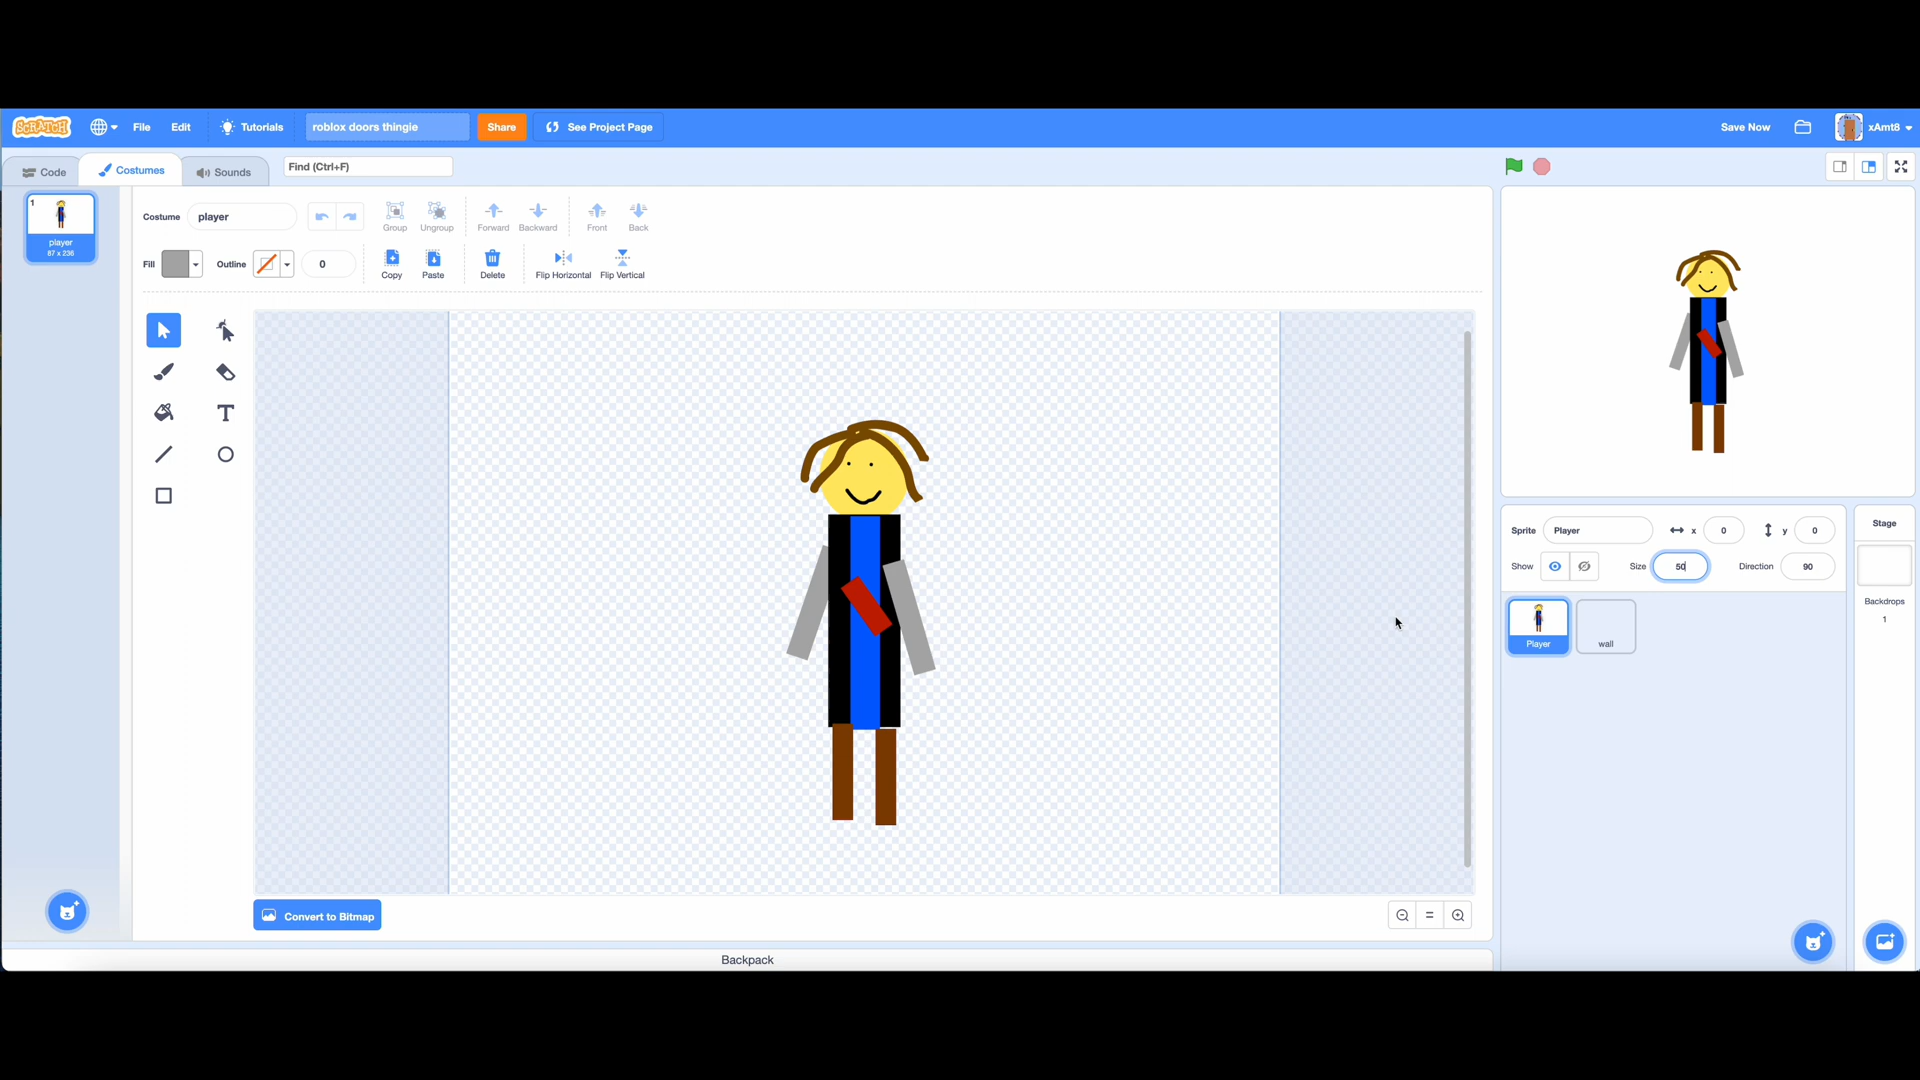 SCRATCH File Edit Tutorials roblox doors thingie Share See Project Page Save Now xAmt8
Code Costumes Sounds Find (Ctrl+F)
1
player
87 x 236
Costume player Group Ungroup Forward Backward Front Back
Fill Outline 0 Copy Paste Delete Flip Horizontal Flip Vertical
T
Convert to Bitmap
Backpack
Sprite Player x 0 y 0
Show Size 50 Direction 90
Player wall
Stage
Backdrops
1